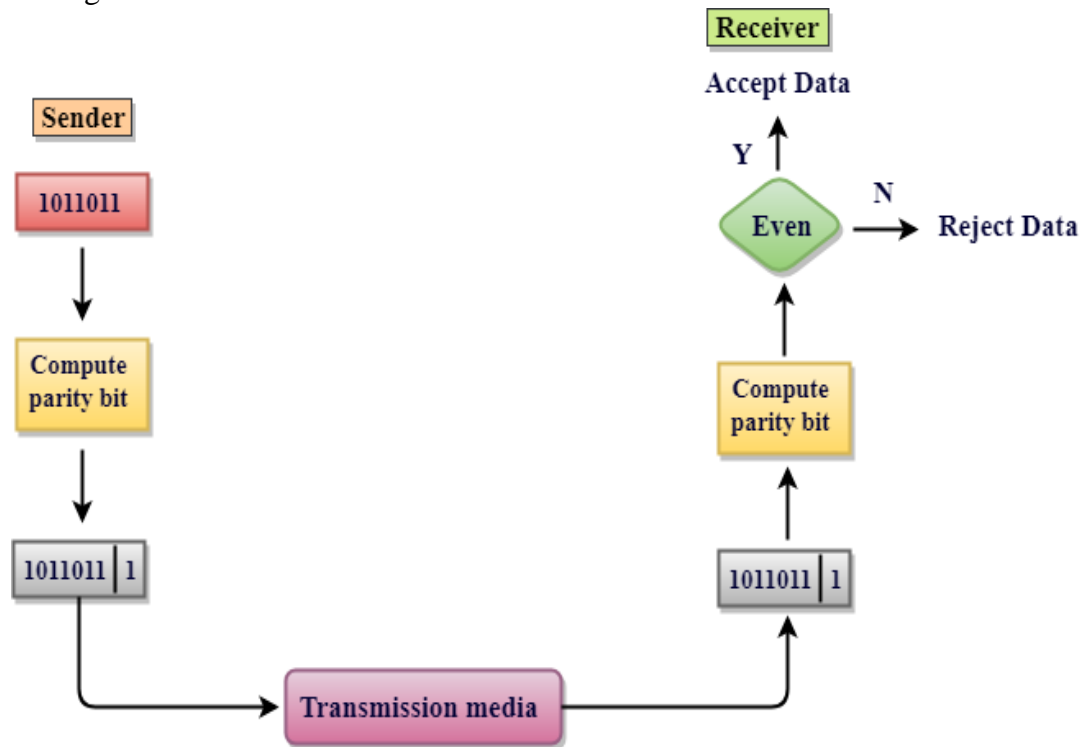 Receiver
Accept Data
Sender
Y
1011011
N
Even
Reject Data
Compute
parity bit
Compute
parity bit
1011011 1
1011011 1
Transmission media